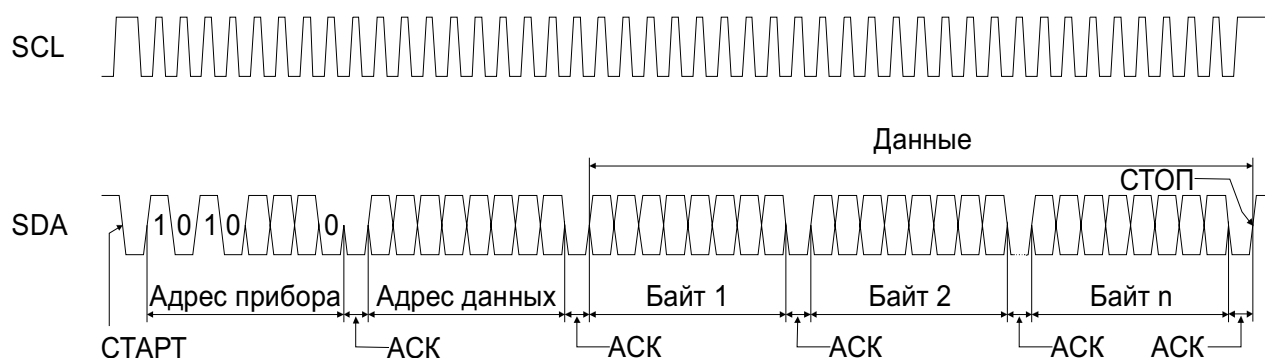 SCL
Данные
СТОП
SDA
1 0 1 0 0
Адрес прибора
Адрес данных
Байт 1
Байт 2
Байт n
СТАРТ
АСК
АСК
АСК
АСК
АСК